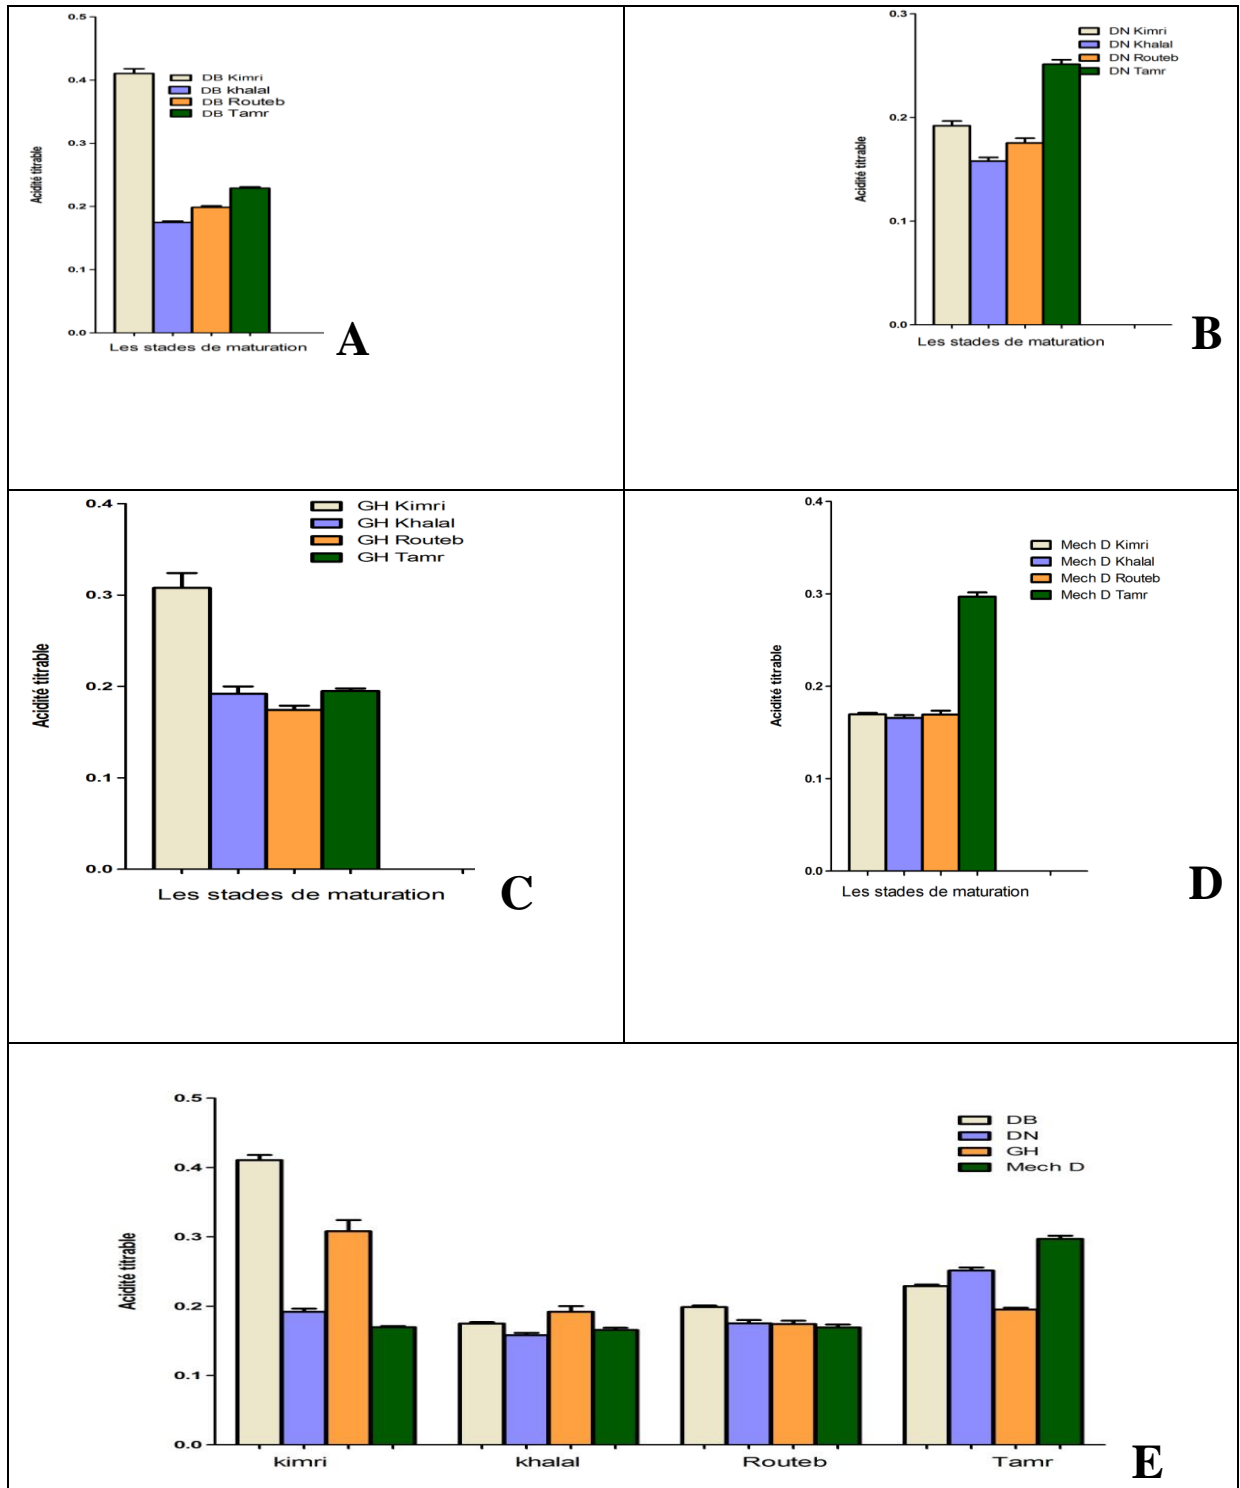 0.5
0.4
0.3
0.2
0.1
0.0
Acidité titrable
DB Kimri
DB khalal
DB Routeb
DB Tamr
Les stades de maturation
A
0.3
0.2
0.1
0.0
Acidité titrable
DN Kimri
DN Khalal
DN Routeb
DN Tamr
Les stades de maturation
B
0.4
0.3
0.2
0.1
0.0
Acidité titrable
GH Kimri
GH Khalal
GH Routeb
GH Tamr
Les stades de maturation
C
0.4
0.3
0.2
0.1
0.0
Acidité titrable
Mech D Kimri
Mech D Khalal
Mech D Routeb
Mech D Tamr
Les stades de maturation
D
0.5
0.4
0.3
0.2
0.1
0.0
Acidité titrable
DB
DN
GH
Mech D
kimri khalal Routeb Tamr
E